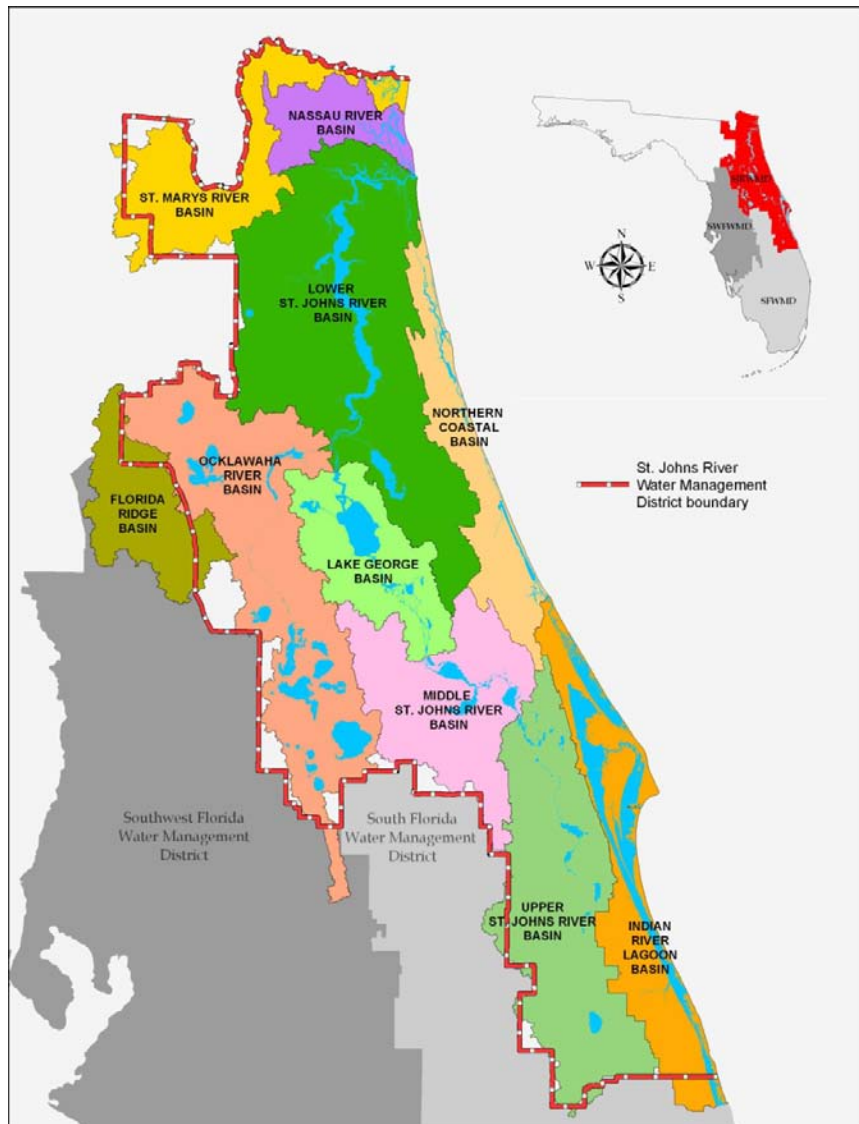 NASSAU RIVER
BASIN
ST. MARYS RIVER
BASIN
LOWER
ST. JOHNS RIVER
BASIN
NORTHERN
COASTAL
BASIN
OCKLAWAHA
RIVER
BASIN
FLORIDA
RIDGE
BASIN
LAKE GEORGE
BASIN
MIDDLE
ST. JOHNS RIVER
BASIN
UPPER
ST. JOHNS RIVER
BASIN
INDIAN
RIVER
LAGOON
BASIN
Southwest Florida
Water Management
District
South Florida
Water Management
District
SJRWMD
SWFWMD
SFWMD
N
W
E
S
St. Johns River
Water Management
District boundary